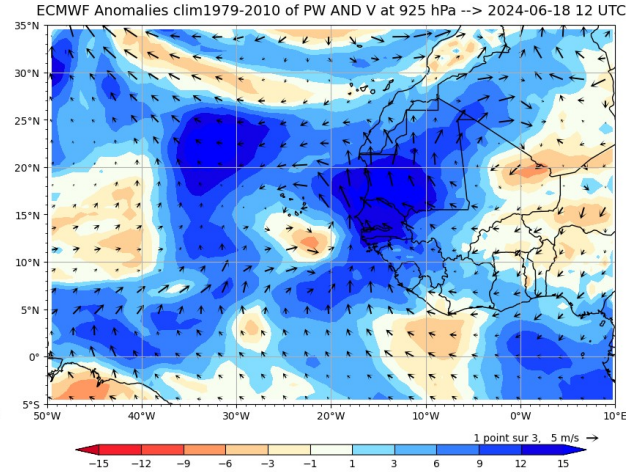 ECMWF Anomalies clim1979-2010 of PW AND V at 925 hPa --> 2024-06-18 12 UTC
35°N
30°N
25°N
20°N
15°N
10°N
5°N
0°
5°S
50°W 40°W 30°W 20°W 10°W 0°W 10°E
1 point sur 3, 5 m/s
−15 −12 −9 −6 −3 −1 1 3 6 9 12 15